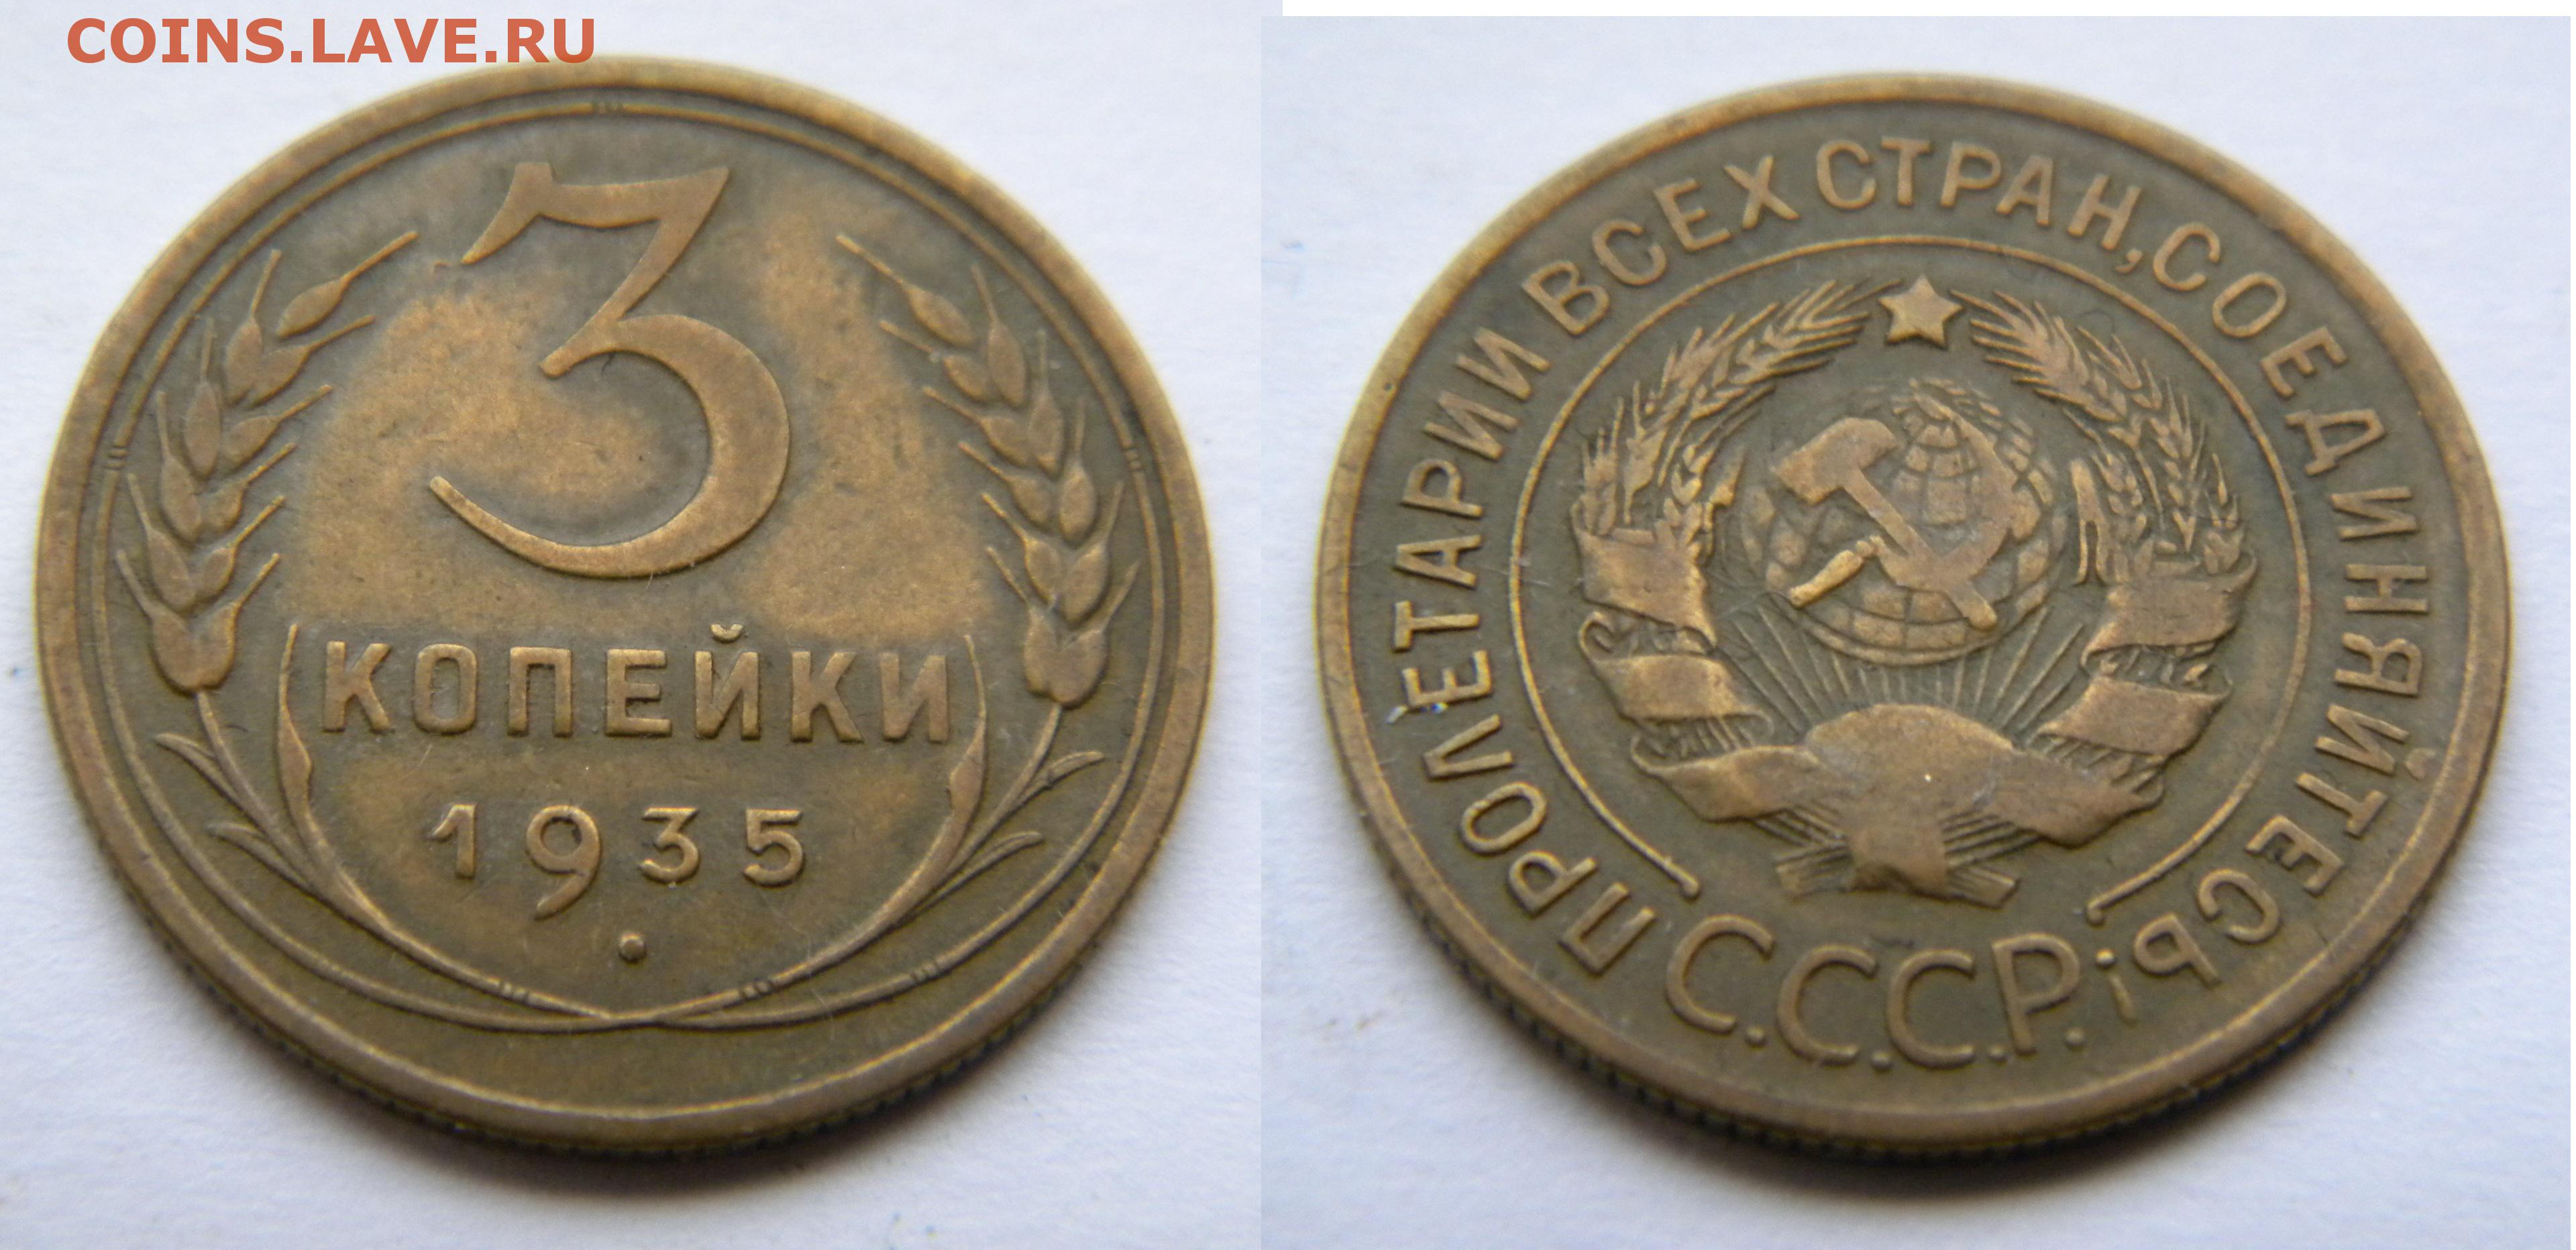 COINS.LAVE.RU
3
КОПЕЙКИ
1935
ПРОЛЕТАРИИ ВСЕХ СТРАН, СОЕДИНЯЙТЕСЬ!
С.С.С.Р.